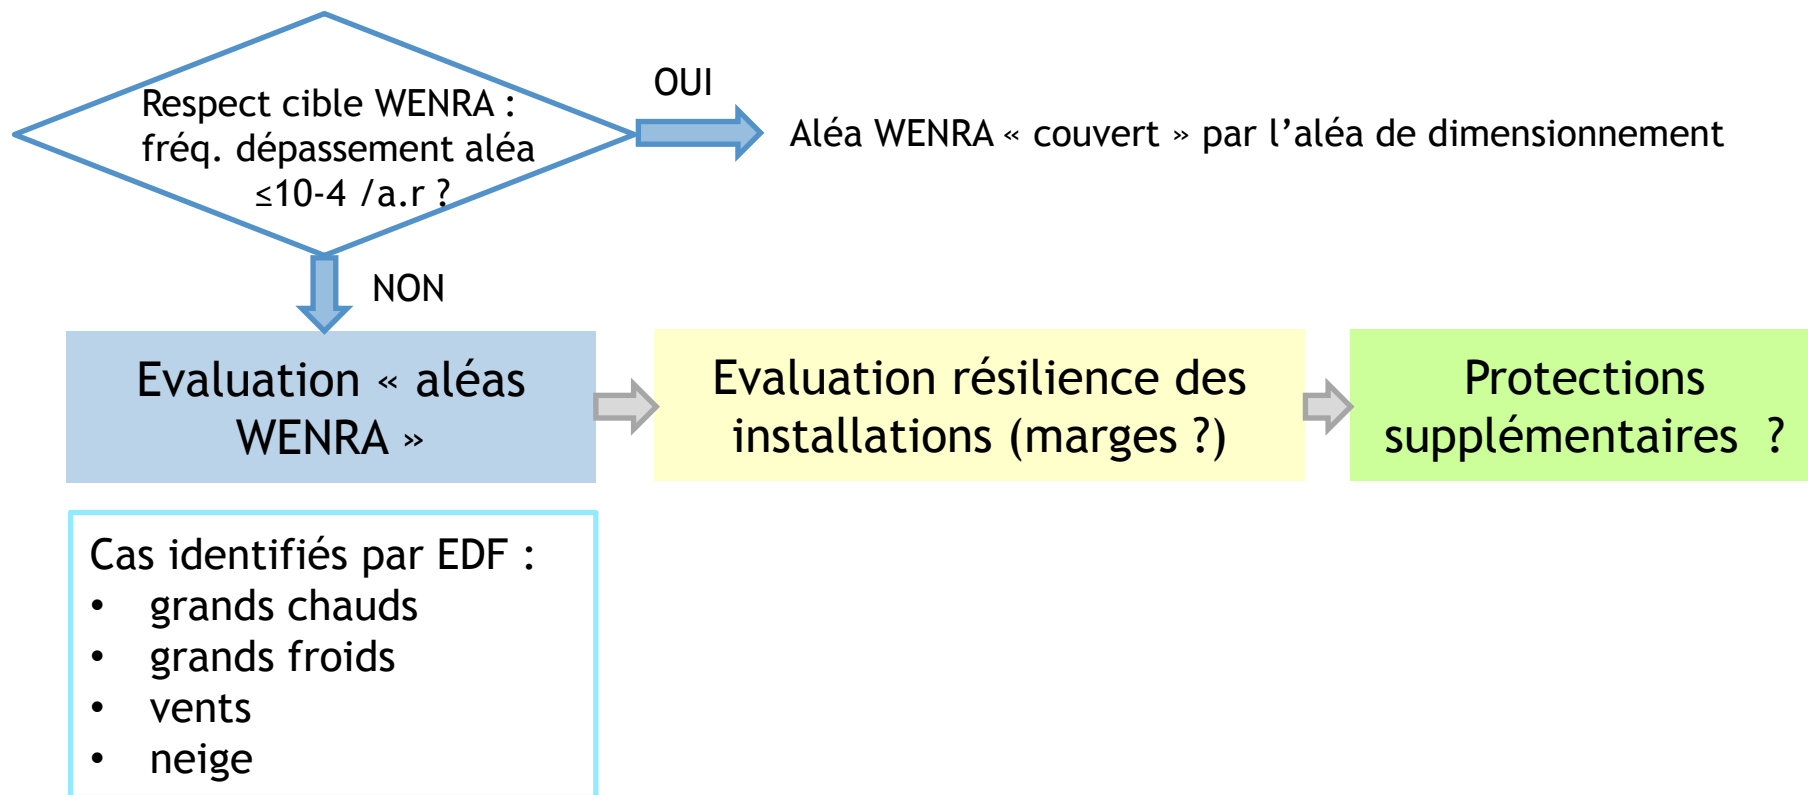 Respect cible WENRA :
fréq. dépassement aléa
≤10-4 /a.r ?
OUI
Aléa WENRA « couvert » par l’aléa de dimensionnement
NON
Evaluation « aléas
WENRA »
Evaluation résilience des
installations (marges ?)
Protections
supplémentaires ?
Cas identifiés par EDF :
• grands chauds
• grands froids
• vents
• neige